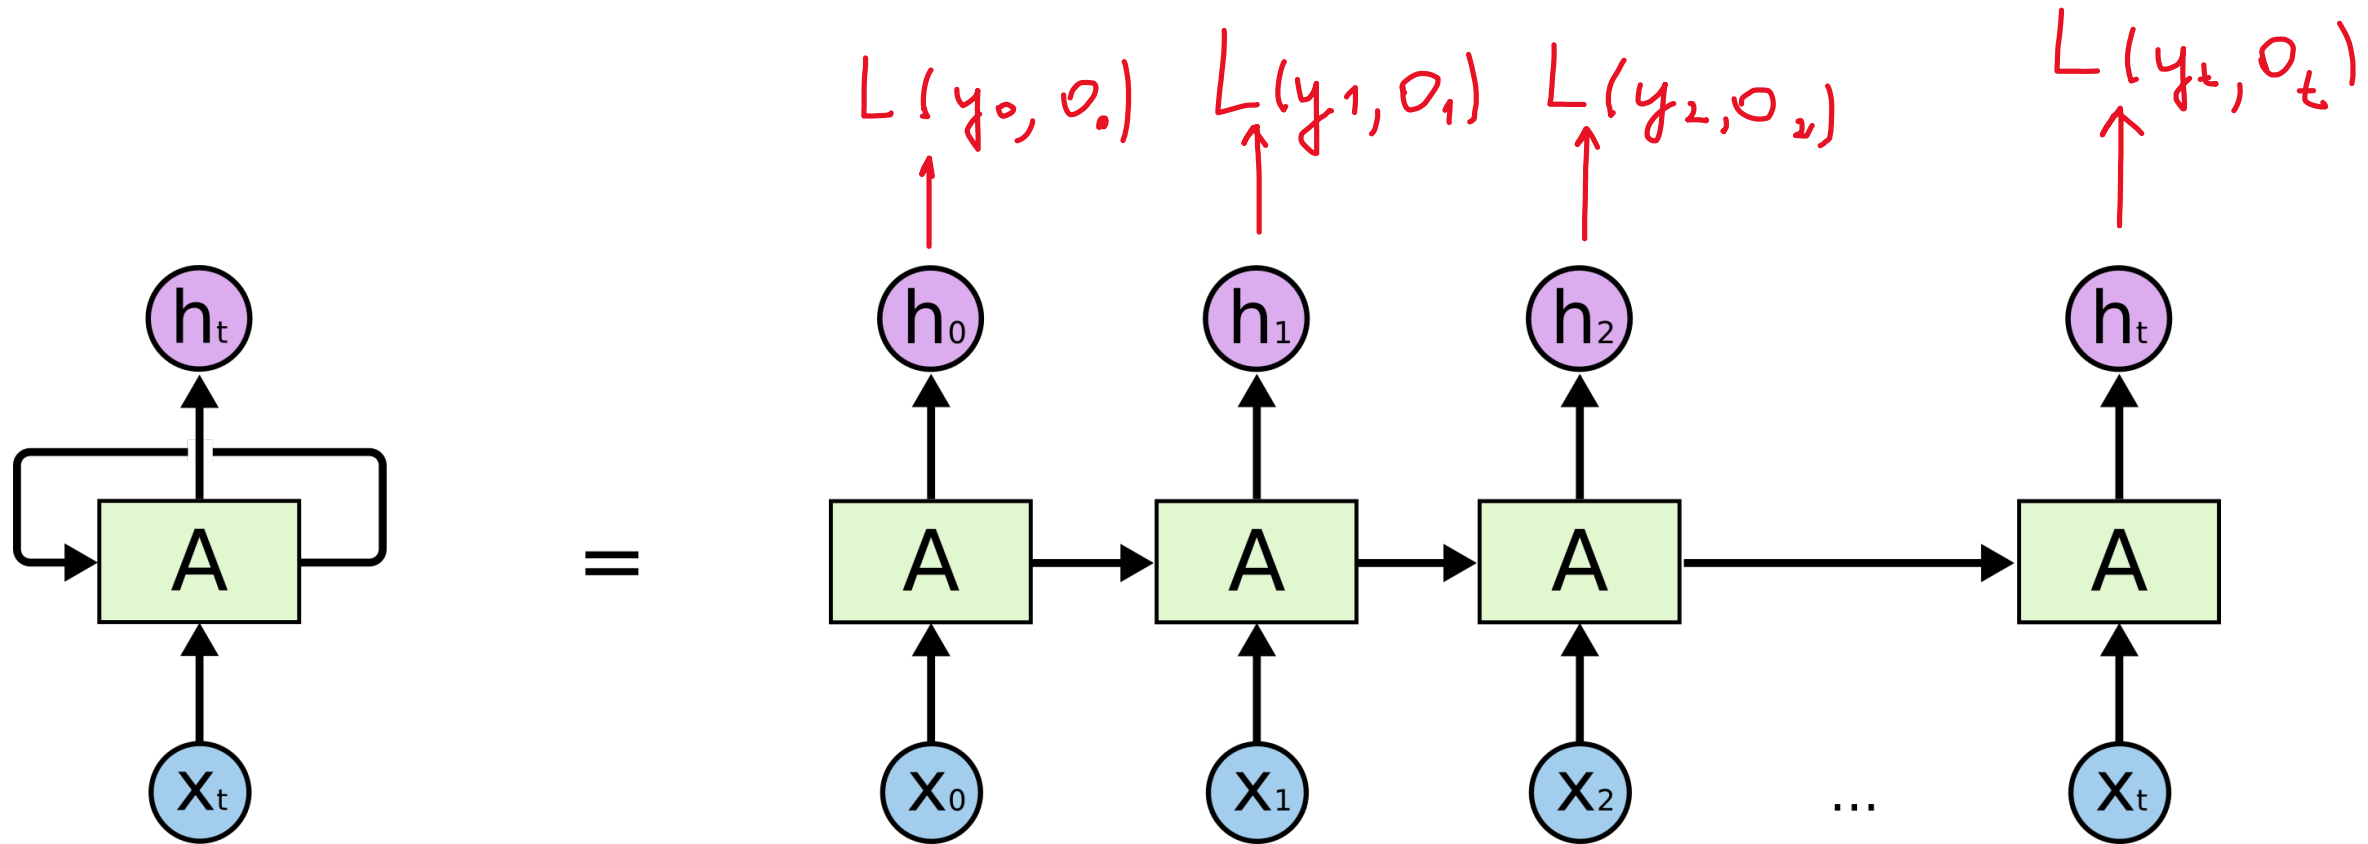 L(y₀, o₀) L(y₁, o₁) L(y₂, o₂) L(yₜ, oₜ)
hₜ h₀ h₁ h₂ hₜ
A = A A A A
xₜ x₀ x₁ x₂ ... xₜ